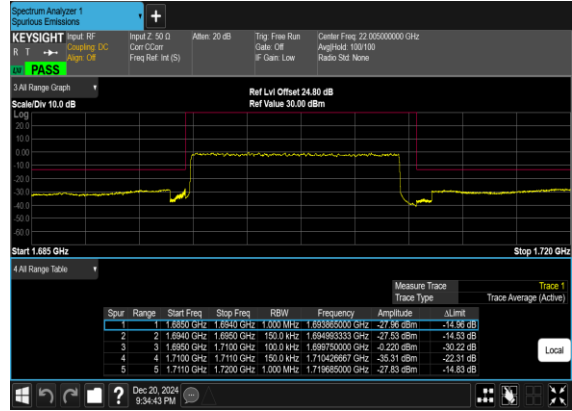 Spectrum Analyzer 1
Spurious Emissions
KEYSIGHT
R T
PASS
Input: RF
Coupling: DC
Align: Off
Input Z: 50 Ω
Corr CCorr
Freq Ref: Int (S)
Atten: 20 dB
Trig: Free Run
Gate: Off
IF Gain: Low
Center Freq: 22.005000000 GHz
Avg|Hold: 100/100
Radio Std: None
3 All Range Graph
Ref Lvl Offset 24.80 dB
Scale/Div 10.0 dB
Ref Value 30.00 dBm
Log
20.0
10.0
0.00
-10.0
-20.0
-30.0
-40.0
-50.0
-60.0
Start 1.685 GHz
Stop 1.720 GHz
4 All Range Table
Measure Trace Trace 1
Trace Type Trace Average (Active)
Spur Range Start Freq Stop Freq RBW Frequency Amplitude ΔLimit
1 1 1.6850 GHz 1.6940 GHz 1.000 MHz 1.693865000 GHz -27.96 dBm -14.96 dB
2 2 1.6940 GHz 1.6950 GHz 150.0 kHz 1.694993333 GHz -27.53 dBm -14.53 dB
3 3 1.6950 GHz 1.7100 GHz 100.0 kHz 1.699750000 GHz -0.220 dBm -30.22 dB
4 4 1.7100 GHz 1.7110 GHz 150.0 kHz 1.710426667 GHz -35.31 dBm -22.31 dB
5 5 1.7110 GHz 1.7200 GHz 1.000 MHz 1.719685000 GHz -27.83 dBm -14.83 dB
Local
Dec 20, 2024
9:34:43 PM